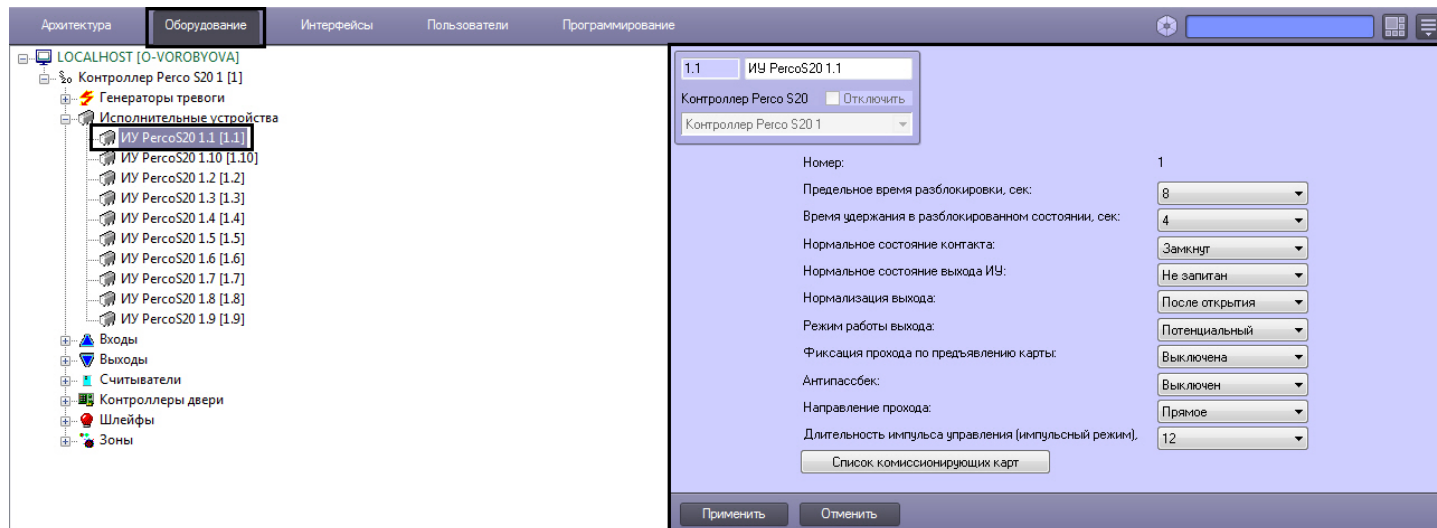 Архитектура Оборудование Интерфейсы Пользователи Программирование
LOCALHOST [O-VOROBYOVA]
Контроллер Perco S20 1 [1]
Генераторы тревоги
Исполнительные устройства
ИУ PercoS20 1.1 [1.1]
ИУ PercoS20 1.10 [1.10]
ИУ PercoS20 1.2 [1.2]
ИУ PercoS20 1.3 [1.3]
ИУ PercoS20 1.4 [1.4]
ИУ PercoS20 1.5 [1.5]
ИУ PercoS20 1.6 [1.6]
ИУ PercoS20 1.7 [1.7]
ИУ PercoS20 1.8 [1.8]
ИУ PercoS20 1.9 [1.9]
Входы
Выходы
Считыватели
Контроллеры двери
Шлейфы
Зоны
1.1 ИУ PercoS20 1.1
Контроллер Perco S20 Отключить
Контроллер Perco S20 1
Номер: 1
Предельное время разблокировки, сек: 8
Время удержания в разблокированном состоянии, сек: 4
Нормальное состояние контакта: Замкнут
Нормальное состояние выхода ИУ: Не запитан
Нормализация выхода: После открытия
Режим работы выхода: Потенциальный
Фиксация прохода по предъявлению карты: Выключена
Антипассбек: Выключен
Направление прохода: Прямое
Длительность импульса управления (импульсный режим), 12
Список комиссионирующих карт
Применить Отменить